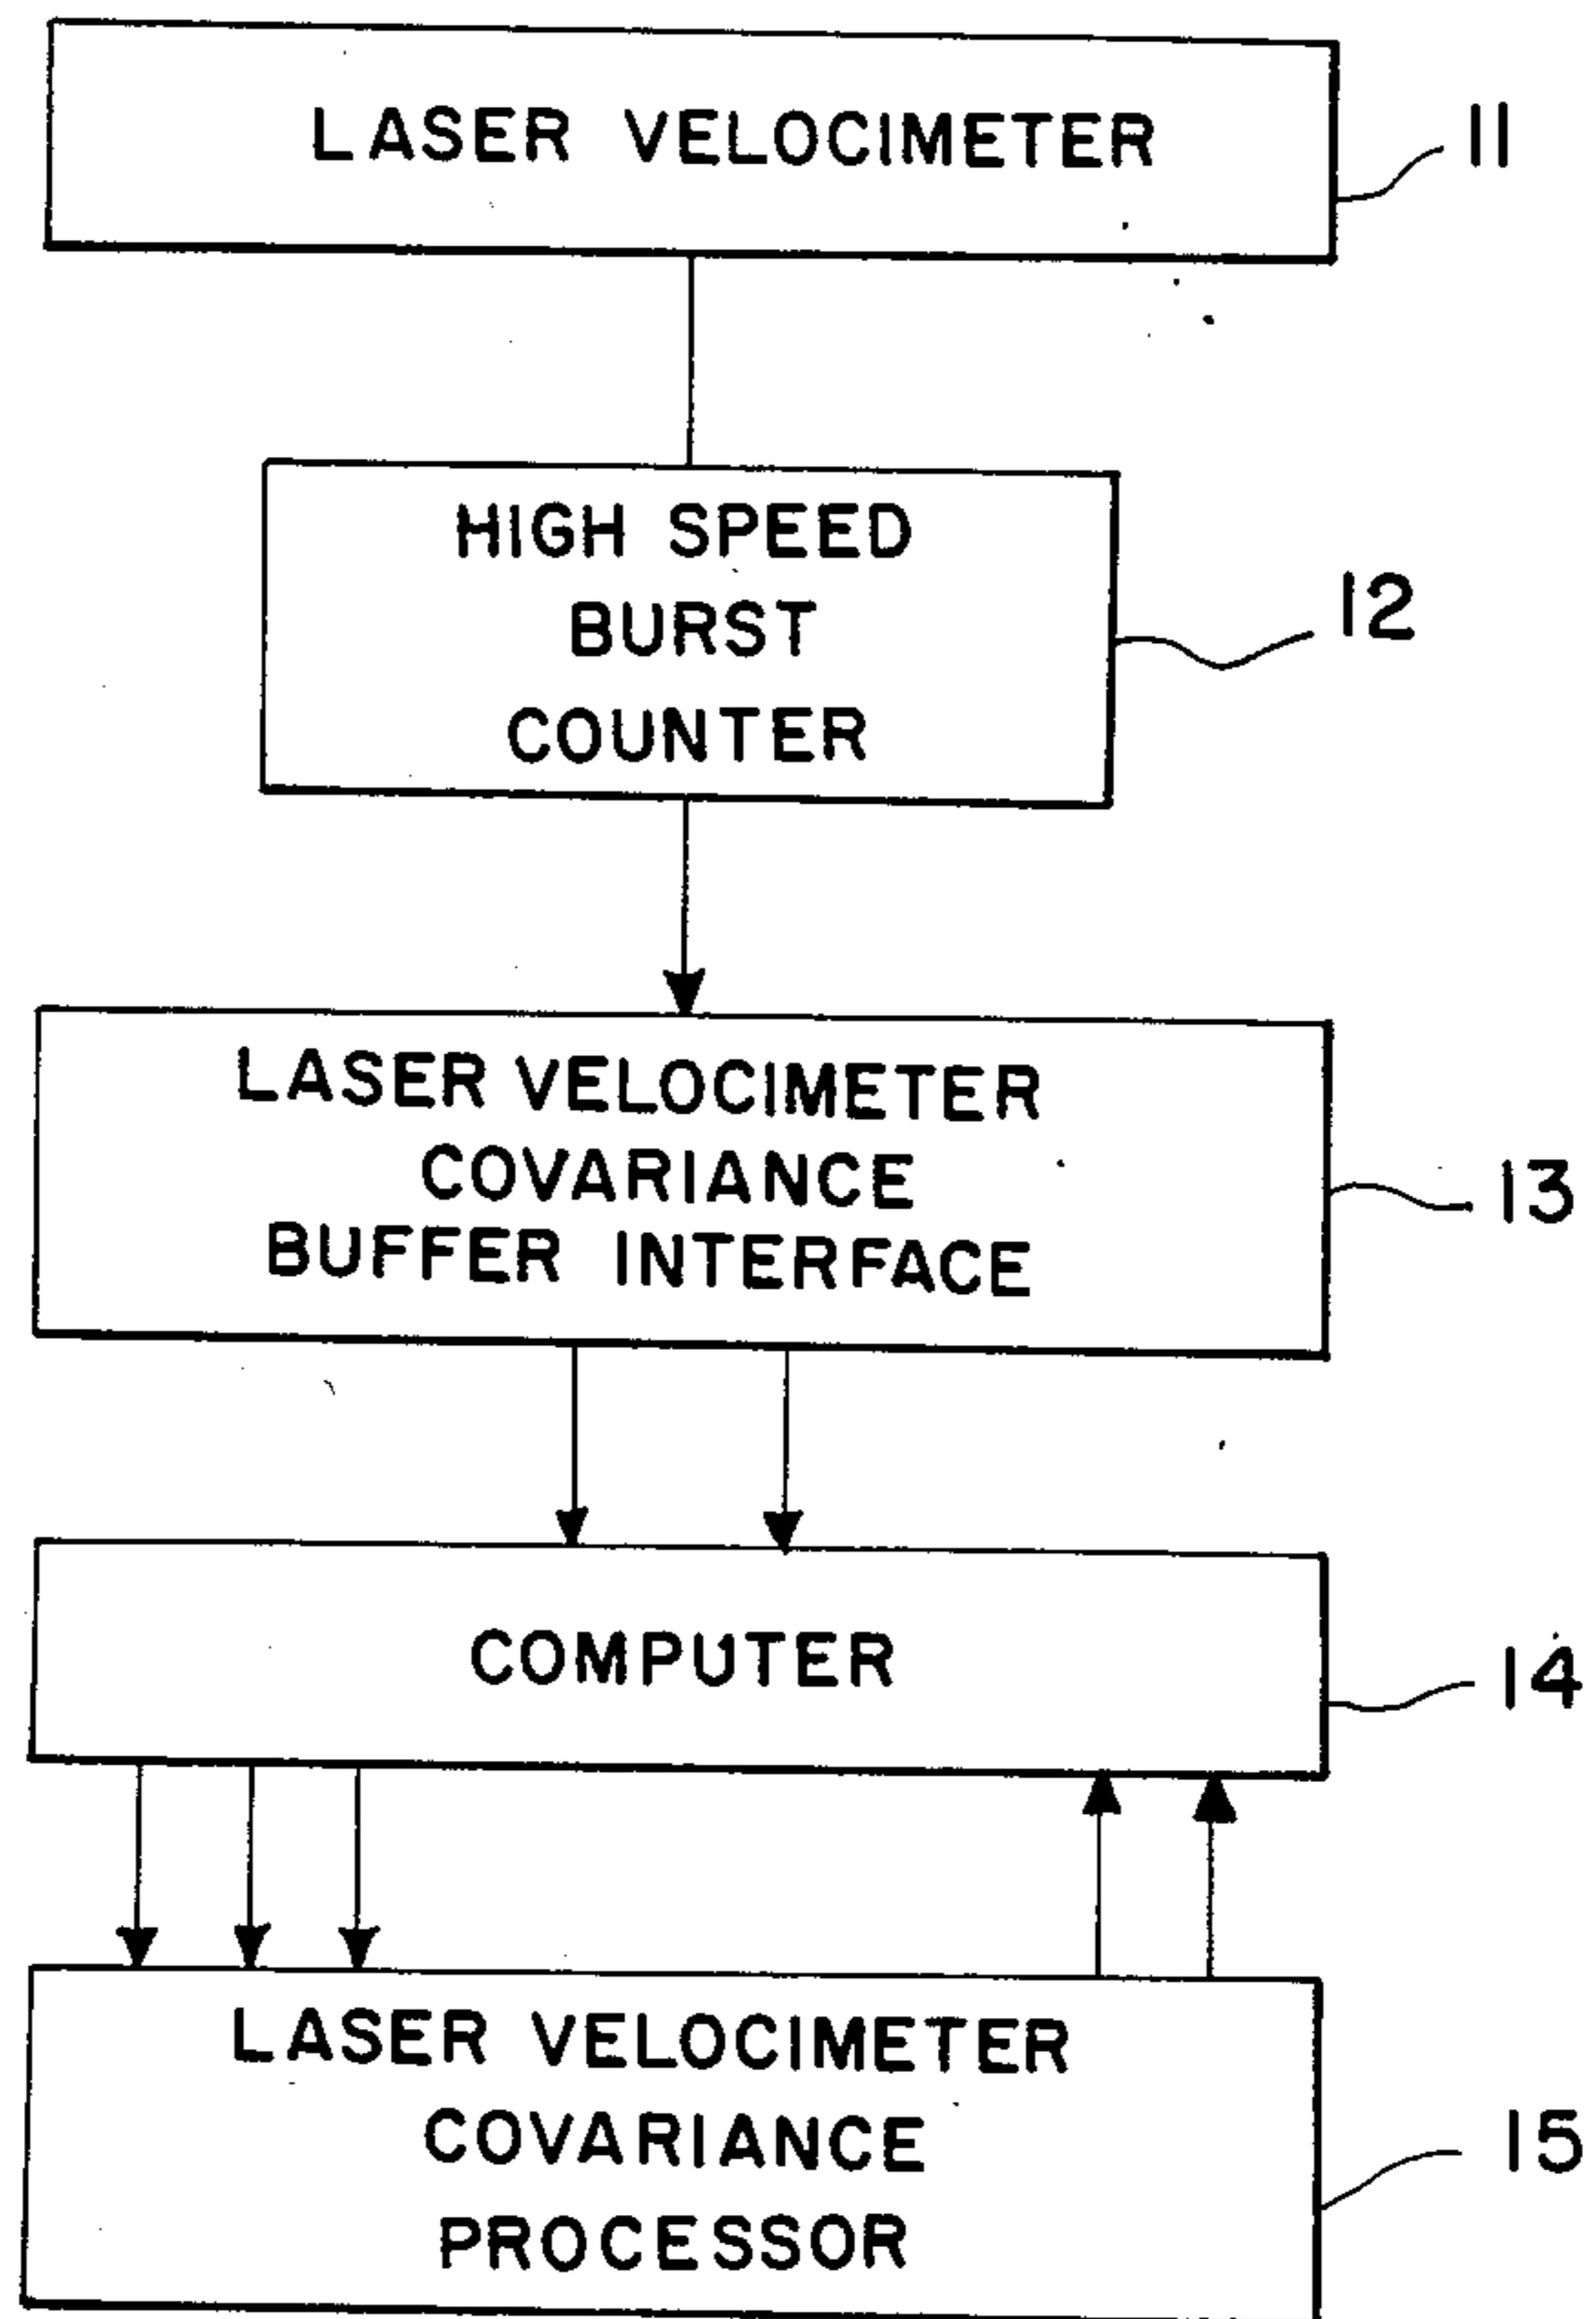 LASER VELOCIMETER
11
HIGH SPEED
BURST
COUNTER
12
LASER VELOCIMETER
COVARIANCE
BUFFER INTERFACE
13
COMPUTER
14
LASER VELOCIMETER
COVARIANCE
PROCESSOR
15